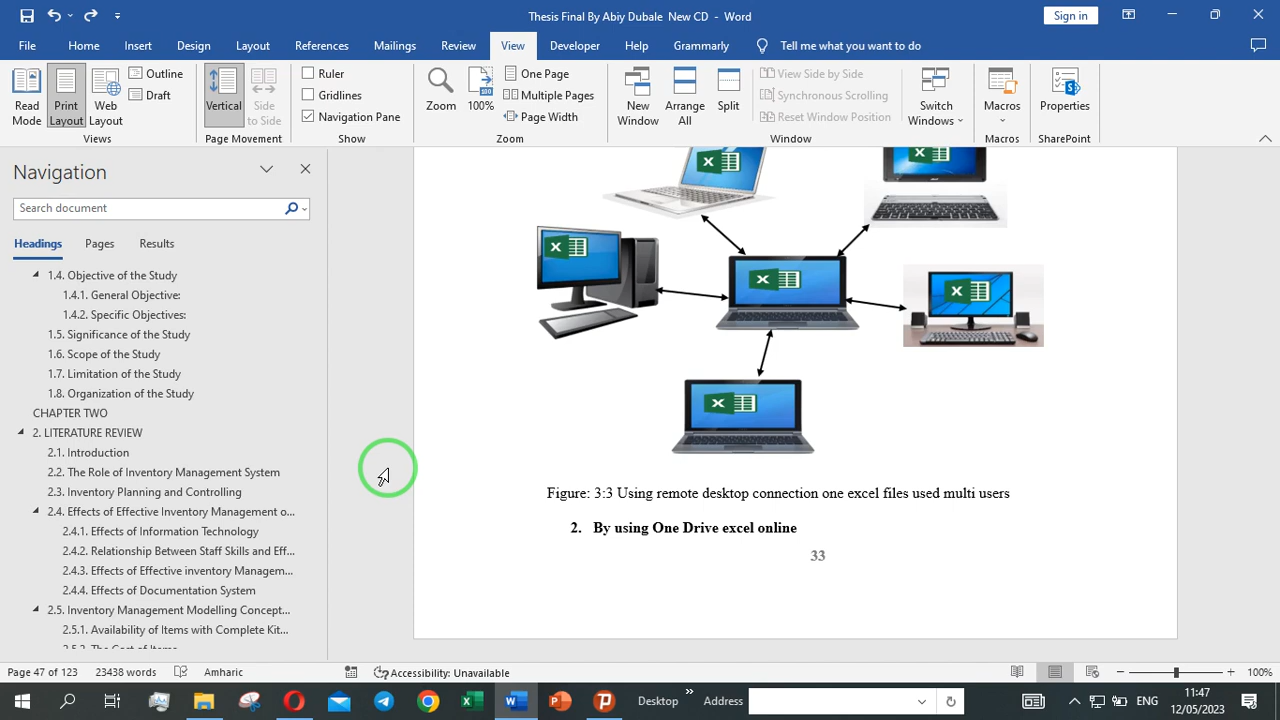 Thesis Final By Abiy Dubale  New CD  -  Word
Sign in
File
Home
Insert
Design
Layout
References
Mailings
Review
View
Developer
Help
Grammarly
Tell me what you want to do
Read Mode
Print Layout
Web Layout
Outline
Draft
Views
Vertical
Side to Side
Page Movement
Ruler
Gridlines
Navigation Pane
Show
Zoom
100%
One Page
Multiple Pages
Page Width
Zoom
New Window
Arrange All
Split
View Side by Side
Synchronous Scrolling
Reset Window Position
Window
Switch Windows
Macros
Macros
Properties
SharePoint
Navigation
Search document
Headings
Pages
Results
1.4. Objective of the Study
1.4.1. General Objective:
1.4.2. Specific Objectives:
1.5. Significance of the Study
1.6. Scope of the Study
1.7. Limitation of the Study
1.8. Organization of the Study
CHAPTER TWO
2. LITERATURE REVIEW
2.1. Introduction
2.2. The Role of Inventory Management System
2.3. Inventory Planning and Controlling
2.4. Effects of Effective Inventory Management o...
2.4.1. Effects of Information Technology
2.4.2. Relationship Between Staff Skills and Eff...
2.4.3. Effects of Effective inventory Managem...
2.4.4. Effects of Documentation System
2.5. Inventory Management Modelling Concept...
2.5.1. Availability of Items with Complete Kit...
2.5.2. The Cost of Items
Figure: 3:3 Using remote desktop connection one excel files used multi users
2. By using One Drive excel online
33
Page 47 of 123
23438 words
Amharic
Accessibility: Unavailable
100%
Desktop
Address
ENG
11:47
12/05/2023